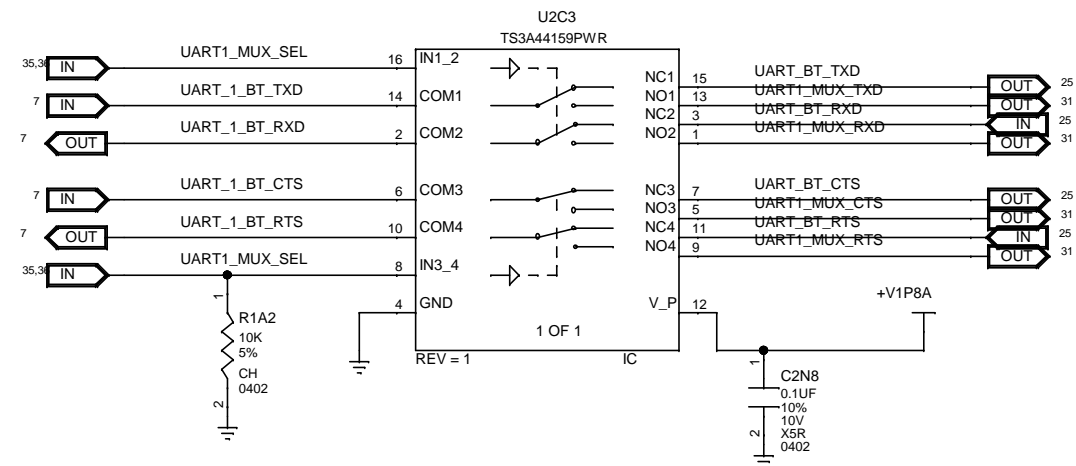 U2C3
TS3A44159PWR
35,36 IN UART1_MUX_SEL 16 IN1_2
7 IN UART_1_BT_TXD 14 COM1
7 OUT UART_1_BT_RXD 2 COM2
7 IN UART_1_BT_CTS 6 COM3
7 OUT UART_1_BT_RTS 10 COM4
35,36 IN UART1_MUX_SEL 8 IN3_4
4 GND
NC1 15 UART_BT_TXD OUT 25
NO1 13 UART1_MUX_TXD OUT 31
NC2 3 UART_BT_RXD IN 25
NO2 1 UART1_MUX_RXD OUT 31
NC3 7 UART_BT_CTS OUT 25
NO3 5 UART1_MUX_CTS OUT 31
NC4 11 UART_BT_RTS IN 25
NO4 9 UART1_MUX_RTS OUT 31
V_P 12
+V1P8A
1 OF 1
REV = 1 IC
1
R1A2
10K
5%
CH
0402
2
1
C2N8
0.1UF
10%
10V
X5R
0402
2